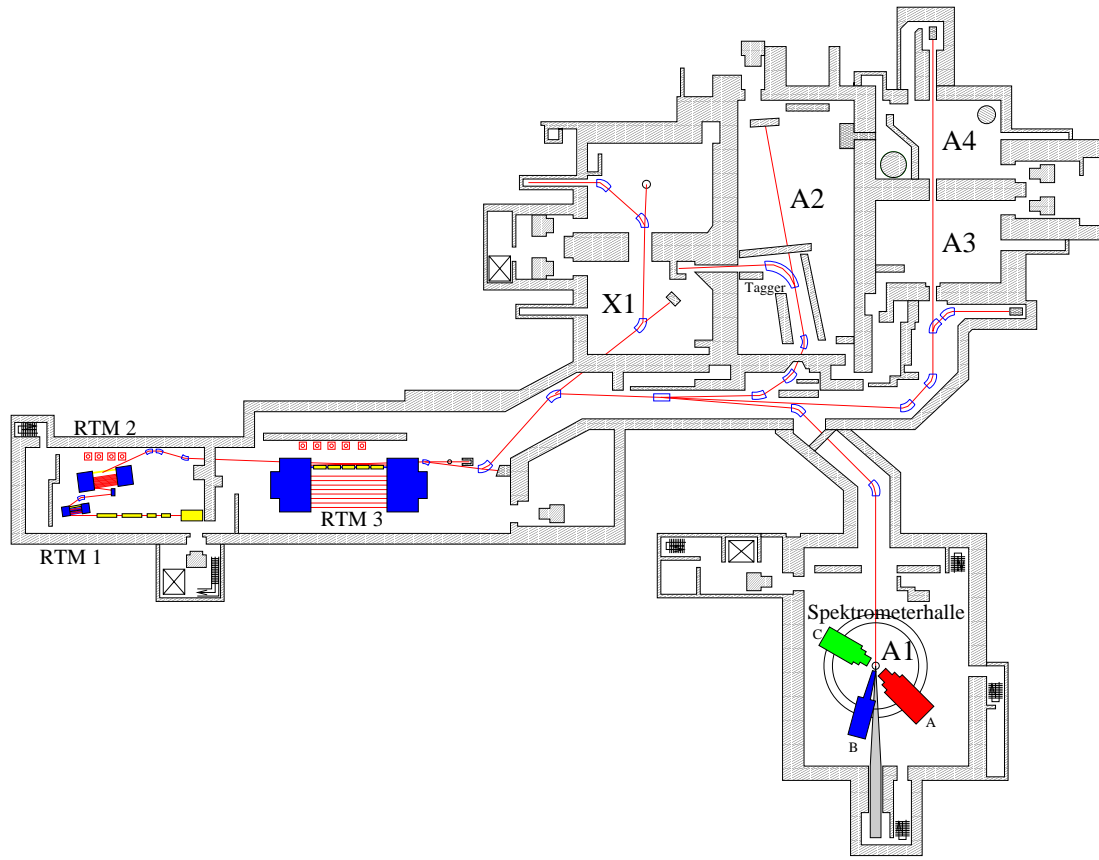 A4
A2
A3
Tagger
X1
RTM 2
RTM 3
RTM 1
Spektrometerhalle
C
A1
A
B